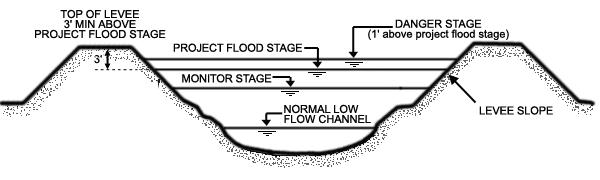 TOP OF LEVEE
3' MIN ABOVE
PROJECT FLOOD STAGE
3'
PROJECT FLOOD STAGE
DANGER STAGE
(1' above project flood stage)
MONITOR STAGE
NORMAL LOW
FLOW CHANNEL
LEVEE SLOPE